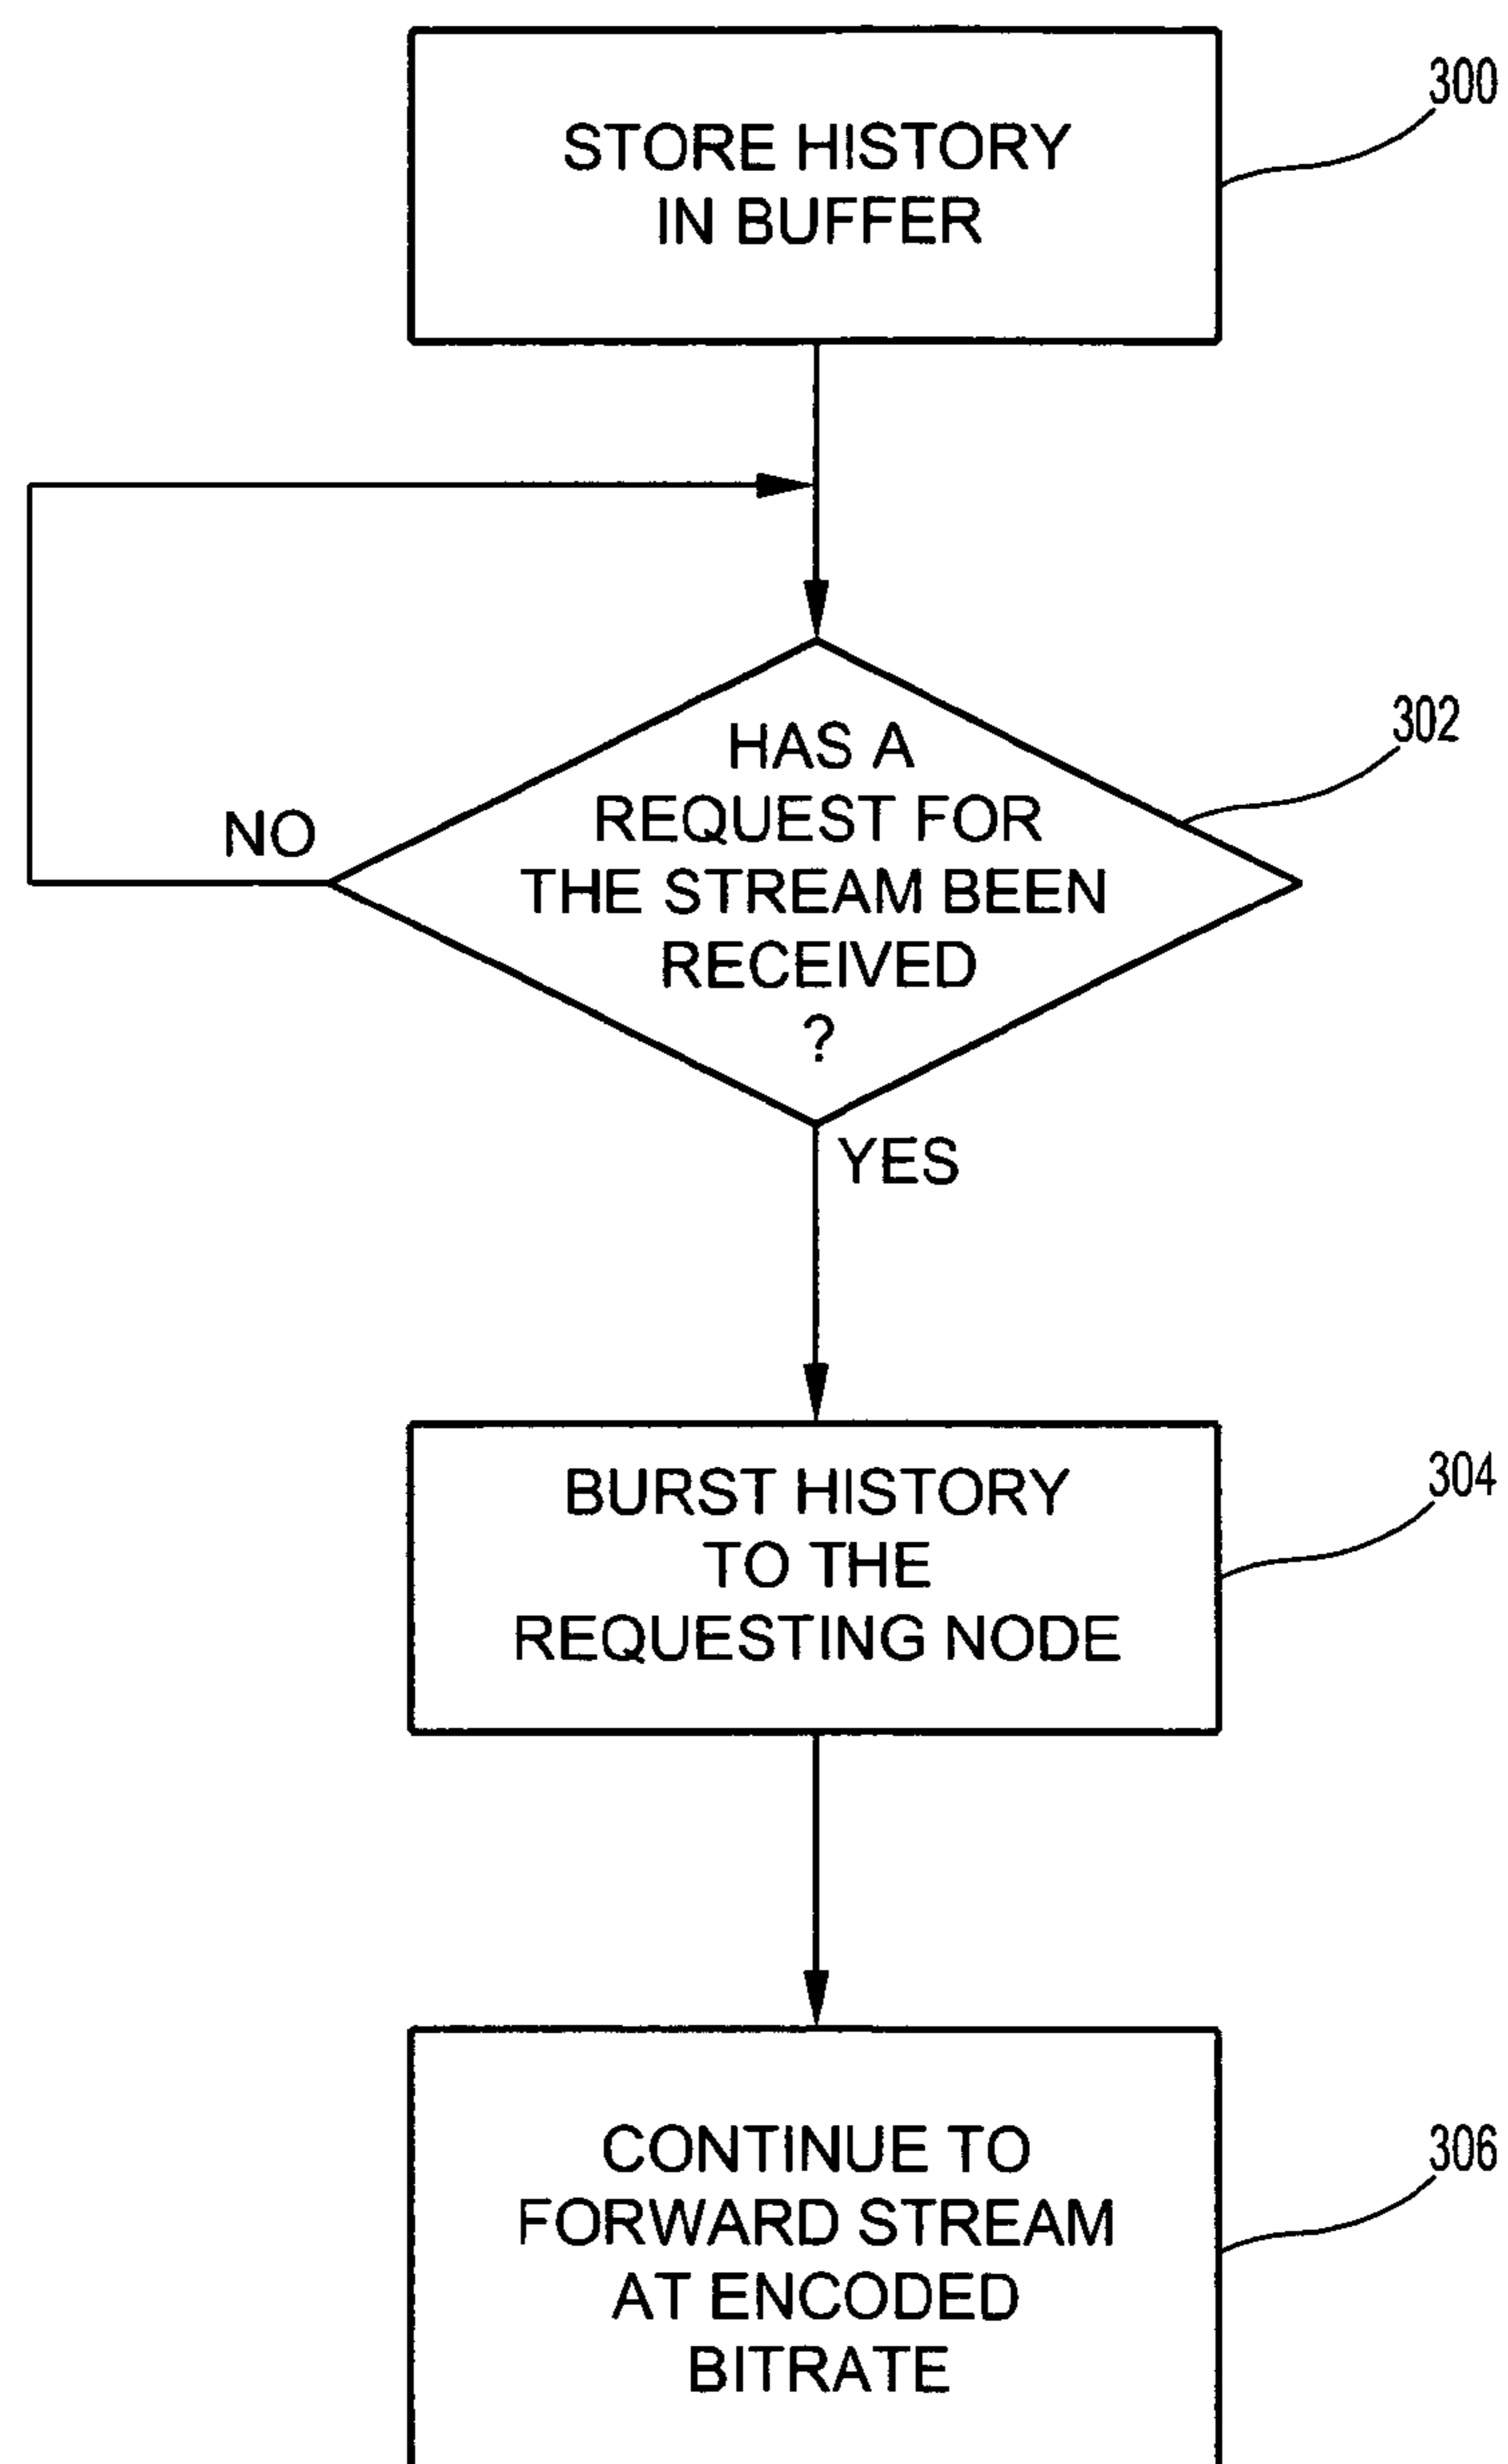 300
STORE HISTORY
IN BUFFER
302
HAS A
REQUEST FOR
THE STREAM BEEN
RECEIVED
?
NO
YES
304
BURST HISTORY
TO THE
REQUESTING NODE
306
CONTINUE TO
FORWARD STREAM
AT ENCODED
BITRATE